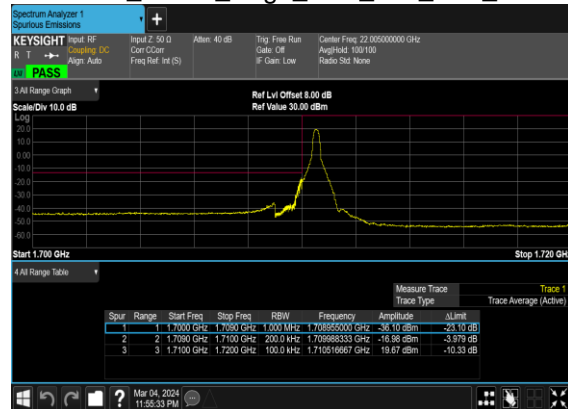 Spectrum Analyzer 1
Spurious Emissions
+
KEYSIGHT Input: RF Input Z: 50 Ω Atten: 40 dB Trig: Free Run Center Freq: 22.005000000 GHz
R T Coupling: DC Corr CCorr Gate: Off Avg|Hold: 100/100
Align: Auto Freq Ref: Int (S) IF Gain: Low Radio Std: None
PASS
3 All Range Graph Ref Lvl Offset 8.00 dB
Scale/Div 10.0 dB Ref Value 30.00 dBm
Log
20.0
10.0
0.00
-10.0
-20.0
-30.0
-40.0
-50.0
-60.0
Start 1.700 GHz Stop 1.720 GH
4 All Range Table
Measure Trace Trace 1
Trace Type Trace Average (Active)
Spur Range Start Freq Stop Freq RBW Frequency Amplitude ΔLimit
1 1 1.7000 GHz 1.7090 GHz 1.000 MHz 1.708955000 GHz -36.10 dBm -23.10 dB
2 2 1.7090 GHz 1.7100 GHz 200.0 kHz 1.709988333 GHz -16.98 dBm -3.979 dB
3 3 1.7100 GHz 1.7200 GHz 100.0 kHz 1.710516667 GHz 19.67 dBm -10.33 dB
? Mar 04, 2024
11:55:33 PM